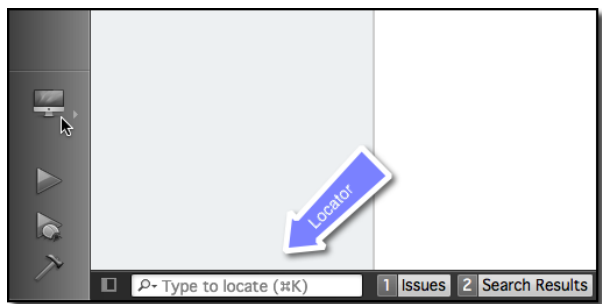 Locator
Type to locate (⌘K)
1 Issues 2 Search Results